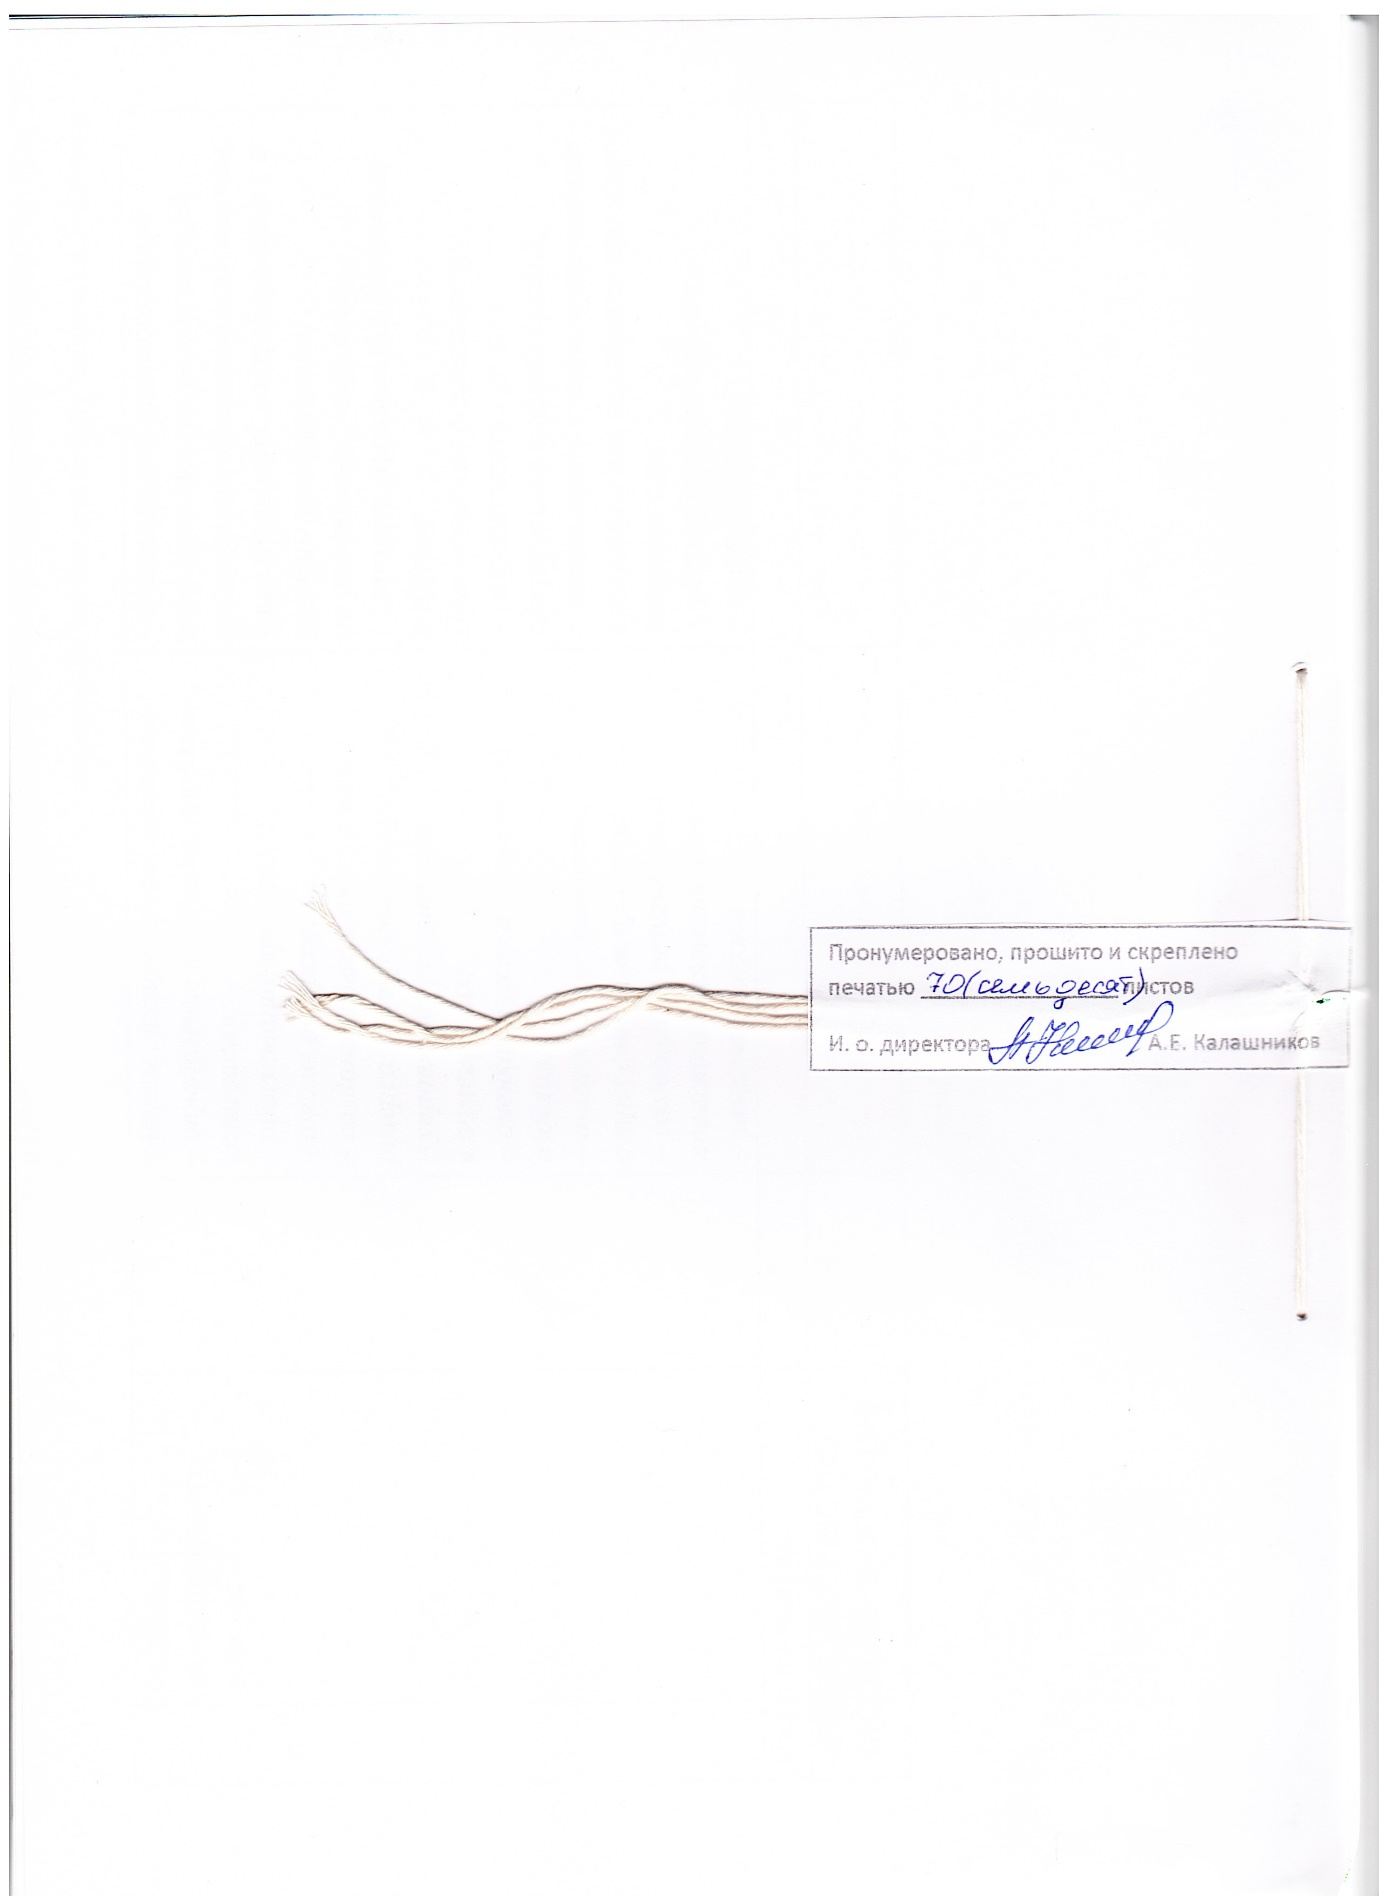 Пронумеровано, прошито и скреплено
печатью 70 (семьдесят) листов
И. о. директора А.Е. Калашников